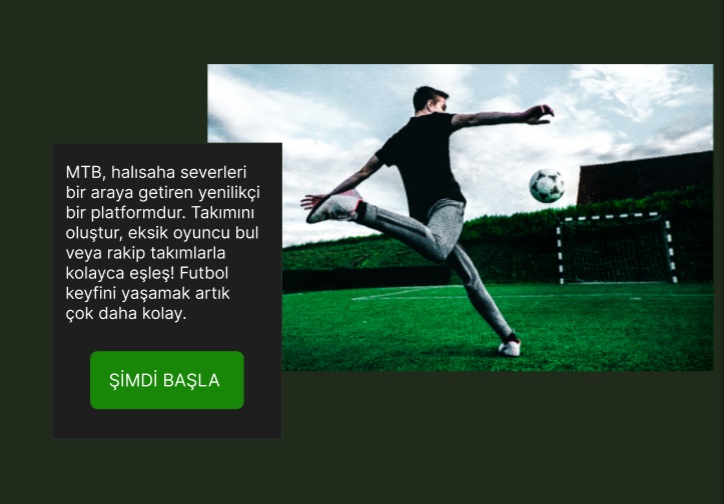 MTB, halısaha severleri
bir araya getiren yenilikçi
bir platformdur. Takımını
oluştur, eksik oyuncu bul
veya rakip takımlarla
kolayca eşleş! Futbol
keyfini yaşamak artık
çok daha kolay.
ŞİMDİ BAŞLA